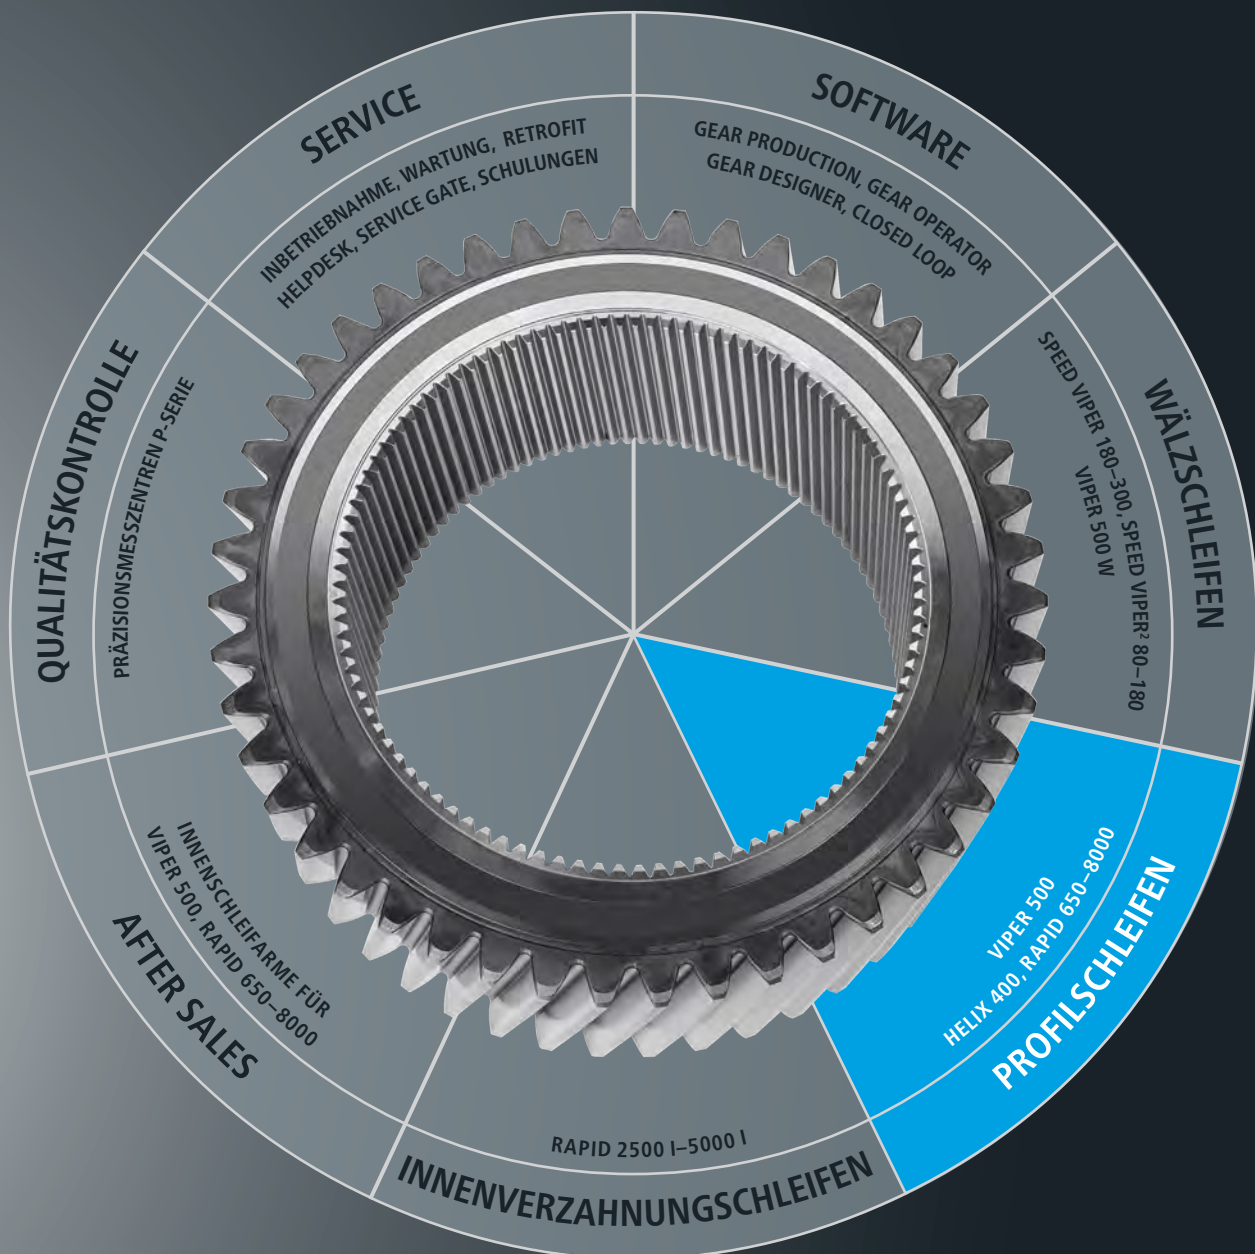 SERVICE
INBETRIEBNAHME, WARTUNG, RETROFIT
HELPDESK, SERVICE GATE, SCHULUNGEN
SOFTWARE
GEAR PRODUCTION, GEAR OPERATOR
GEAR DESIGNER, CLOSED LOOP
WÄLZSCHLEIFEN
SPEED VIPER 180–300, SPEED VIPER² 80–180
VIPER 500 W
PROFILSCHLEIFEN
VIPER 500
HELIX 400, RAPID 650–8000
INNENVERZAHNUNGSCHLEIFEN
RAPID 2500 I–5000 I
AFTER SALES
INNENSCHLEIFARME FÜR
VIPER 500, RAPID 650–8000
QUALITÄTSKONTROLLE
PRÄZISIONSMESSZENTREN P-SERIE